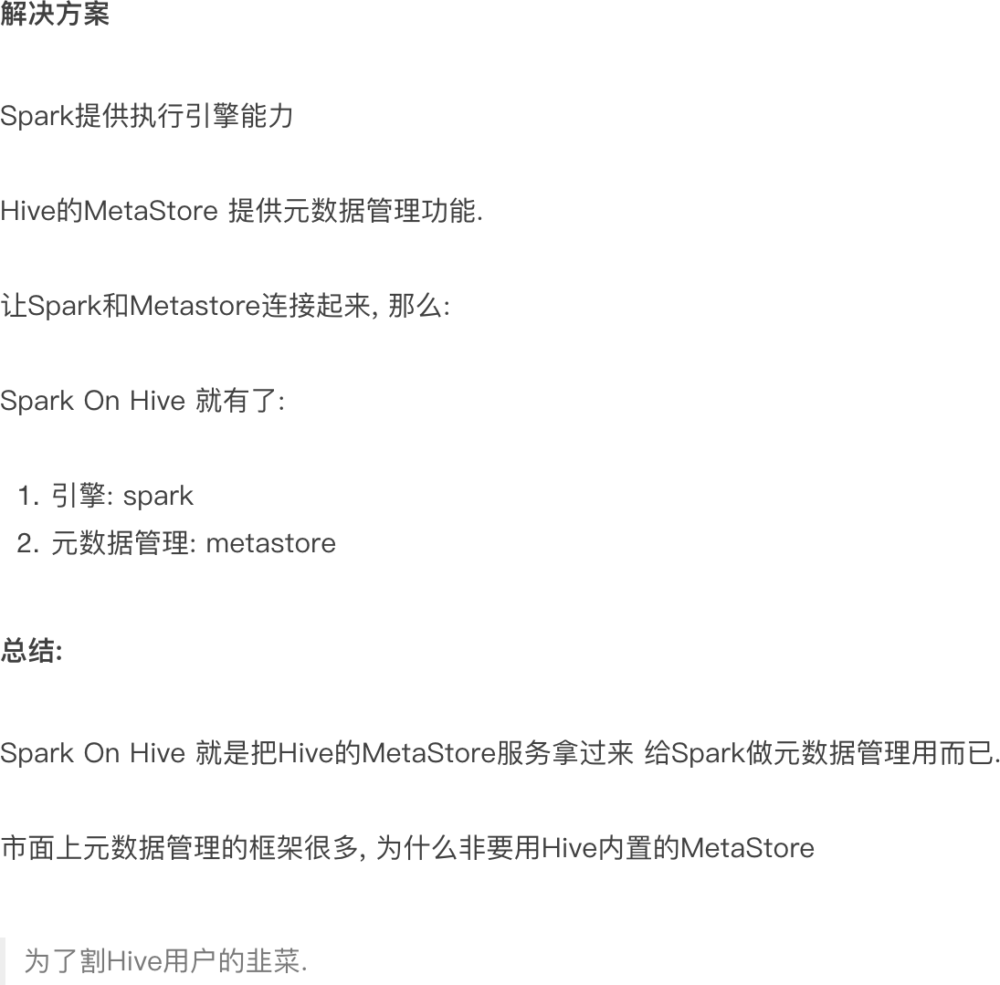 解决方案
Spark提供执行引擎能力
Hive的MetaStore 提供元数据管理功能.
让Spark和Metastore连接起来, 那么:
Spark On Hive 就有了:
1. 引擎: spark
2. 元数据管理: metastore
总结:
Spark On Hive 就是把Hive的MetaStore服务拿过来 给Spark做元数据管理用而已.
市面上元数据管理的框架很多, 为什么非要用Hive内置的MetaStore
为了割Hive用户的韭菜.